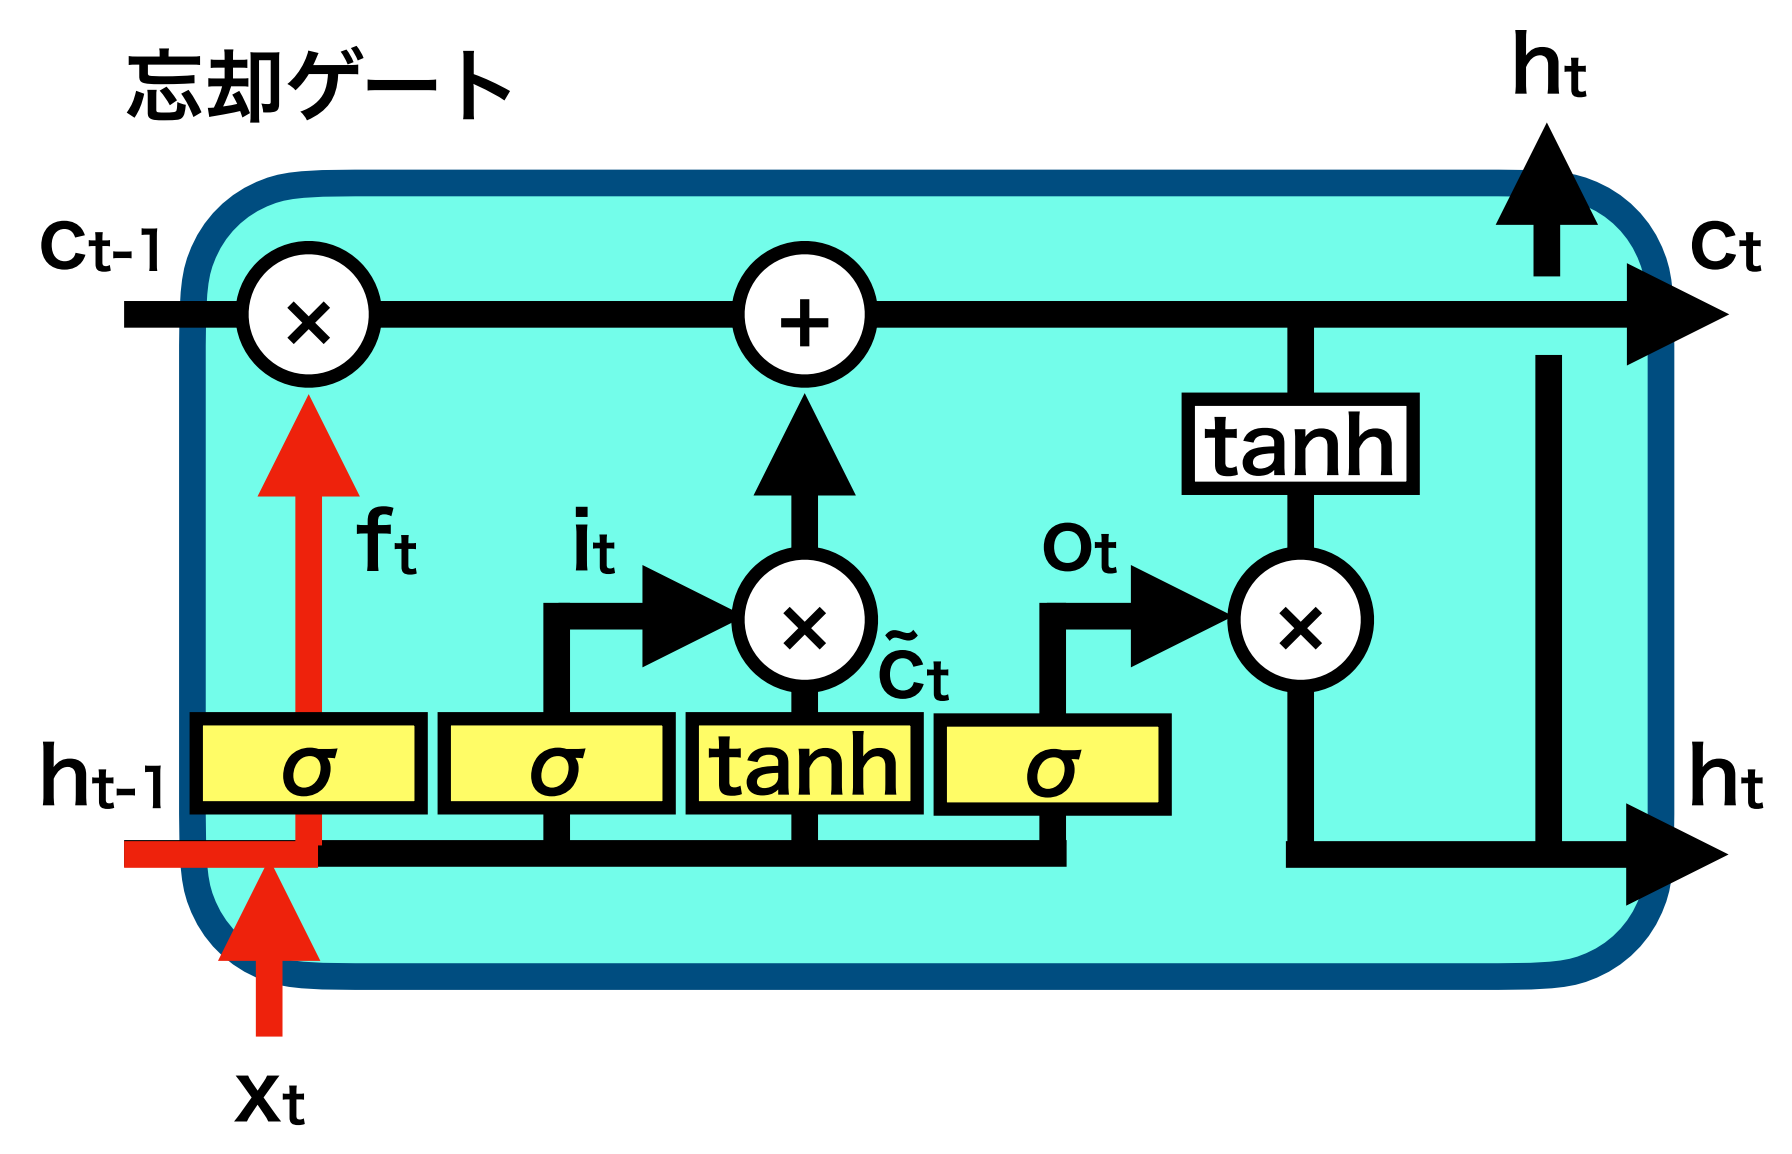 忘却ゲート
ht
ct-1
ct
×
+
tanh
ft
it
ot
×
×
c̃t
ht-1
σ
σ
tanh
σ
ht
xt